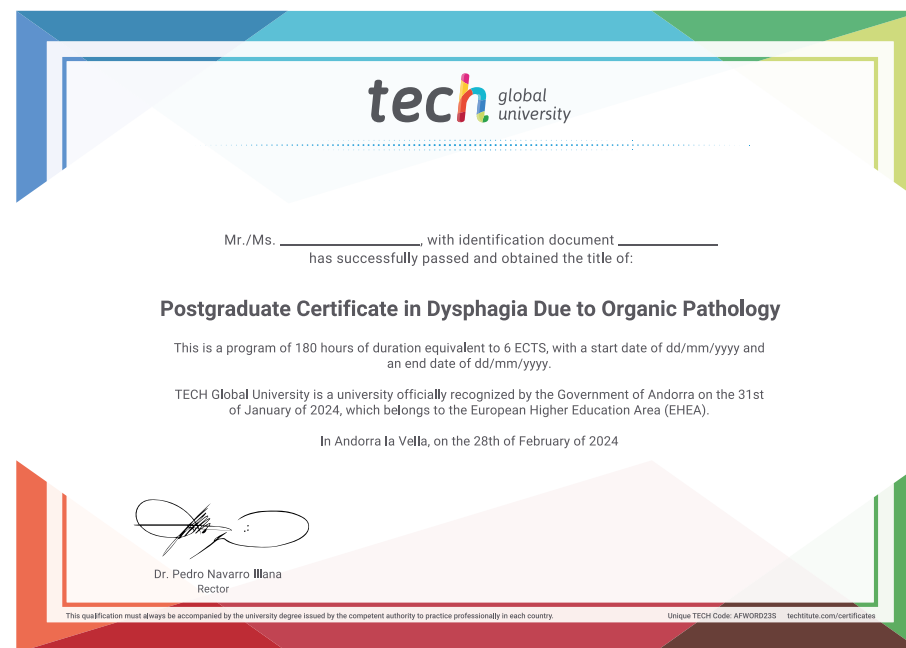 tech global university
Mr./Ms. ____________, with identification document ____________
has successfully passed and obtained the title of:
Postgraduate Certificate in Dysphagia Due to Organic Pathology
This is a program of 180 hours of duration equivalent to 6 ECTS, with a start date of dd/mm/yyyy and
an end date of dd/mm/yyyy.
TECH Global University is a university officially recognized by the Government of Andorra on the 31st
of January of 2024, which belongs to the European Higher Education Area (EHEA).
In Andorra la Vella, on the 28th of February of 2024
Dr. Pedro Navarro Illana
Rector
This qualification must always be accompanied by the university degree issued by the competent authority to practice professionally in each country.
Unique TECH Code: AFWORD23S techtitute.com/certificates